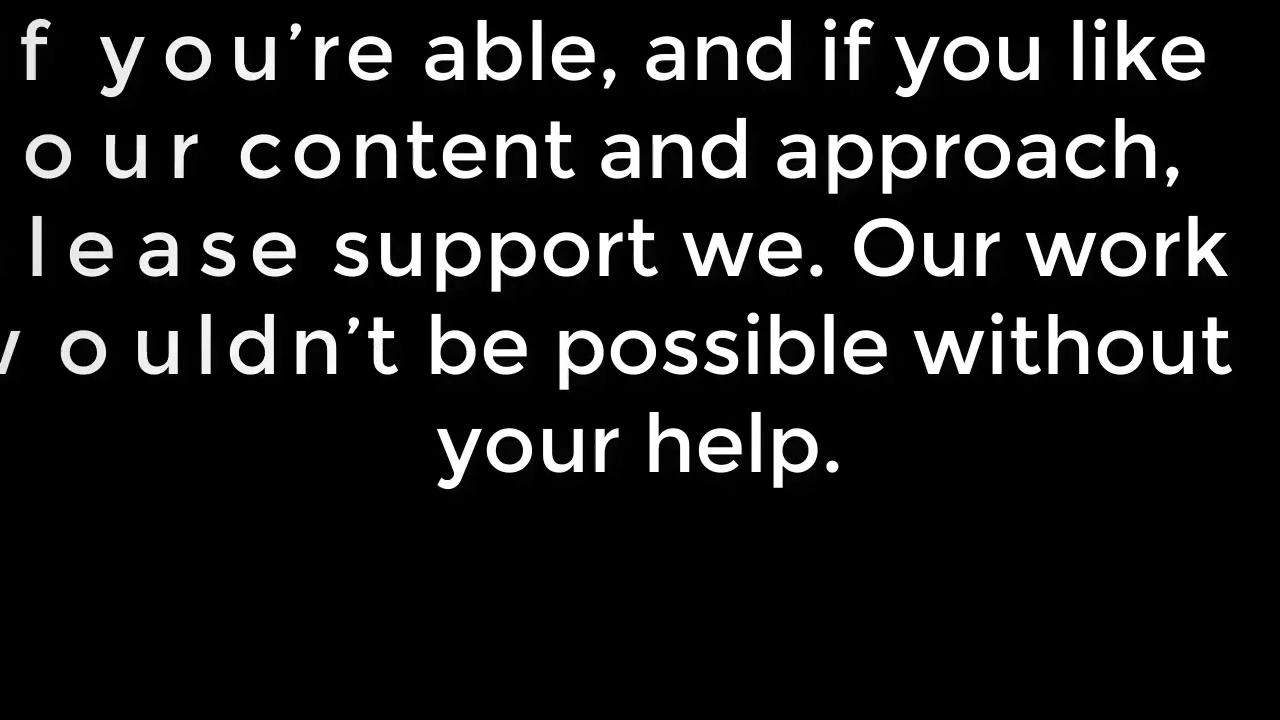 f you’re able, and if you like
our content and approach,
lease support we. Our work
wouldn’t be possible without
your help.